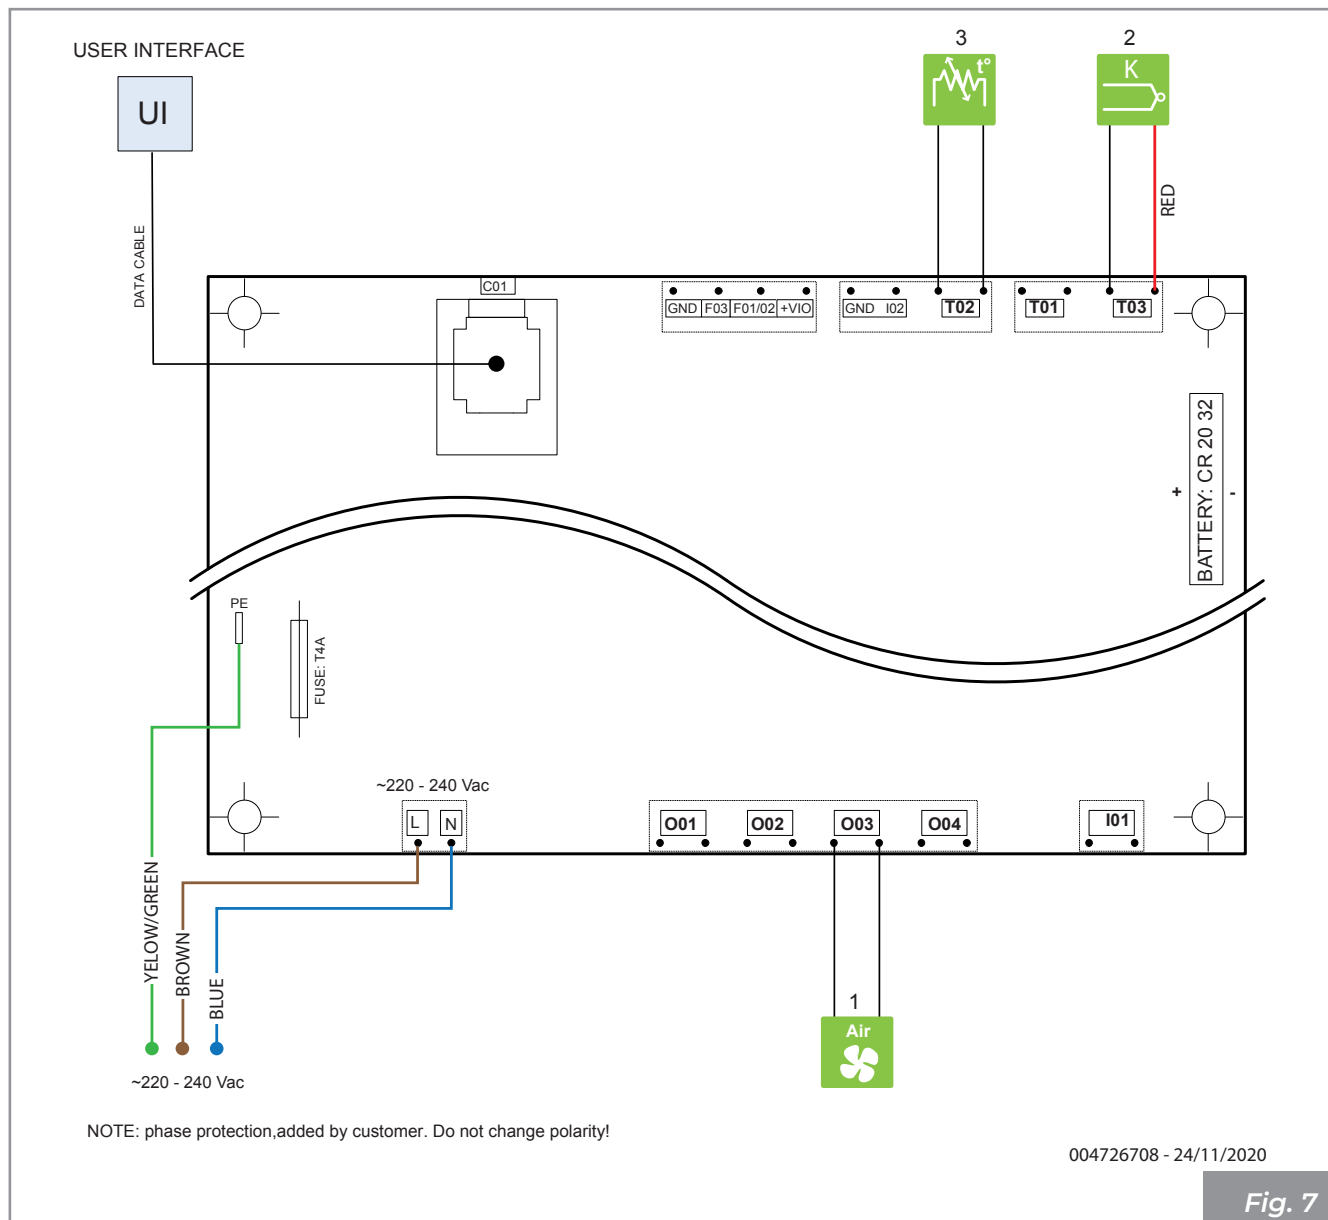 USER INTERFACE
UI
DATA CABLE
3
t°
2
K
RED
C01
GND F03 F01/02 +VIO
GND I02 T02
T01 T03
BATTERY: CR 20 32
+ -
PE
FUSE: T4A
~220 - 240 Vac
L N
O01 O02 O03 O04
I01
YELOW/GREEN
BROWN
BLUE
1
Air
~220 - 240 Vac
NOTE: phase protection,added by customer. Do not change polarity!
004726708 - 24/11/2020
Fig. 7